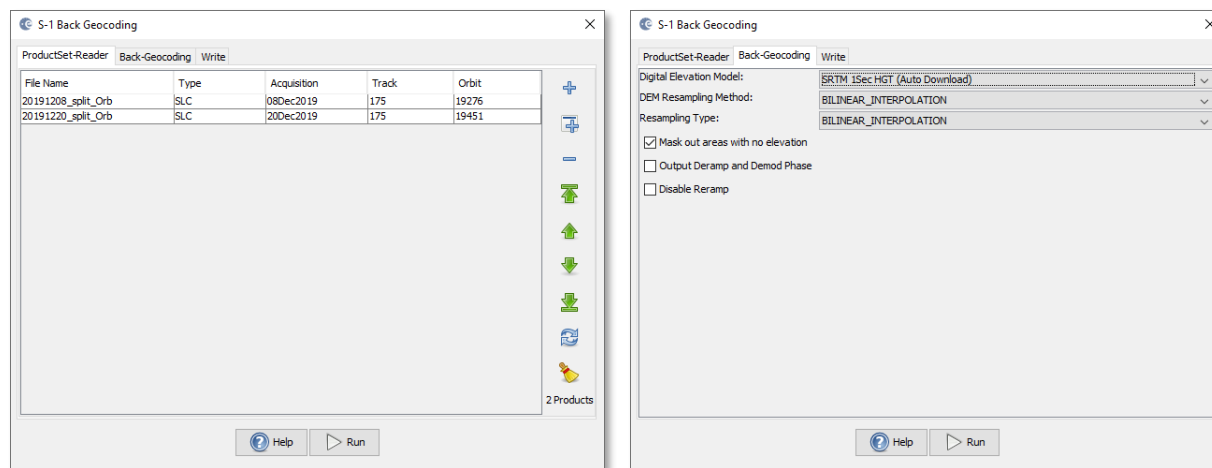 S-1 Back Geocoding
ProductSet-Reader Back-Geocoding Write
File Name Type Acquisition Track Orbit
20191208_split_Orb SLC 08Dec2019 175 19276
20191220_split_Orb SLC 20Dec2019 175 19451
2 Products
Help Run
S-1 Back Geocoding
ProductSet-Reader Back-Geocoding Write
Digital Elevation Model: SRTM 1Sec HGT (Auto Download)
DEM Resampling Method: BILINEAR_INTERPOLATION
Resampling Type: BILINEAR_INTERPOLATION
Mask out areas with no elevation
Output Deramp and Demod Phase
Disable Reramp
Help Run